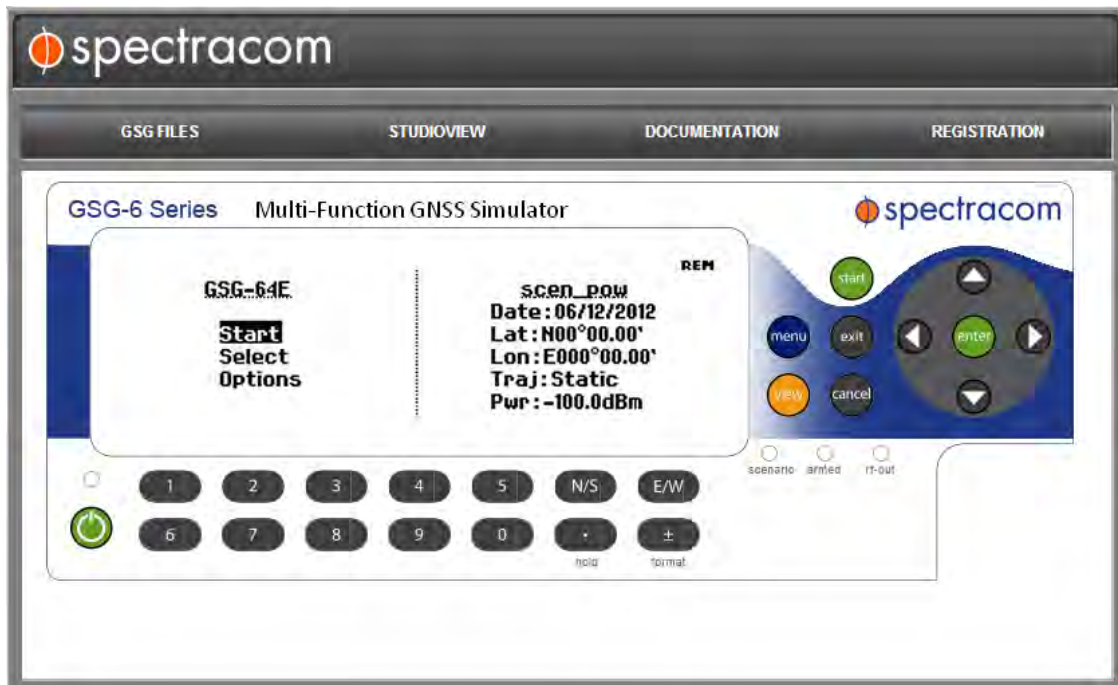 spectracom
GSG FILES STUDIOVIEW DOCUMENTATION REGISTRATION
GSG-6 Series Multi-Function GNSS Simulator
spectracom
REM
GSG-64E
Start
Select
Options
scen_pow
Date:06/12/2012
Lat:N00°00.00'
Lon:E000°00.00'
Traj:Static
Pwr:-100.0dBm
start
menu
exit
enter
view
cancel
scenario armed rf-out
1 2 3 4 5 N/S E/W
6 7 8 9 0 . ±
hold format